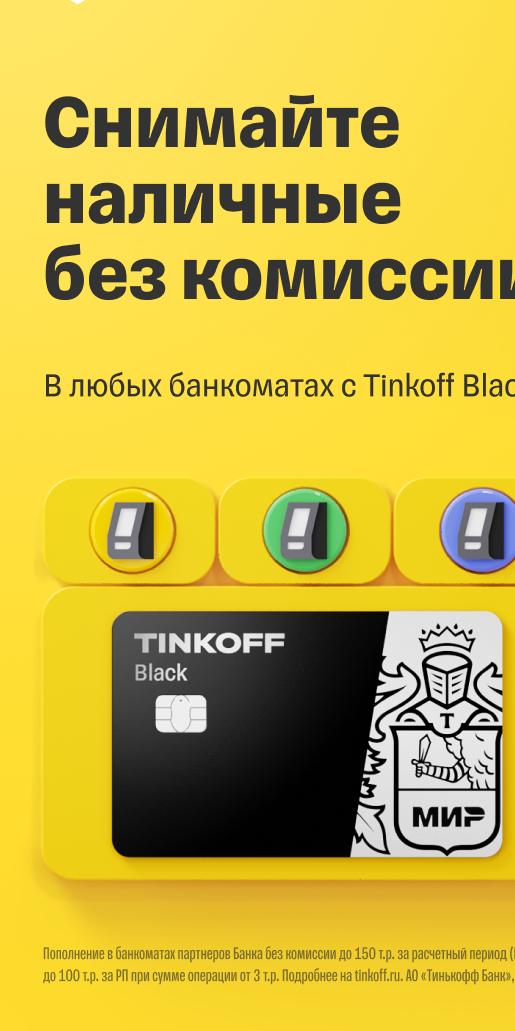 Снимайте
наличные
без комиссии
В любых банкоматах с Tinkoff Blac
TINKOFF
Black
T
МИР
Пополнение в банкоматах партнеров Банка без комиссии до 150 т.р. за расчетный период (
до 100 т.р. за РП при сумме операции от 3 т.р. Подробнее на tinkoff.ru. АО «Тинькофф Банк»,